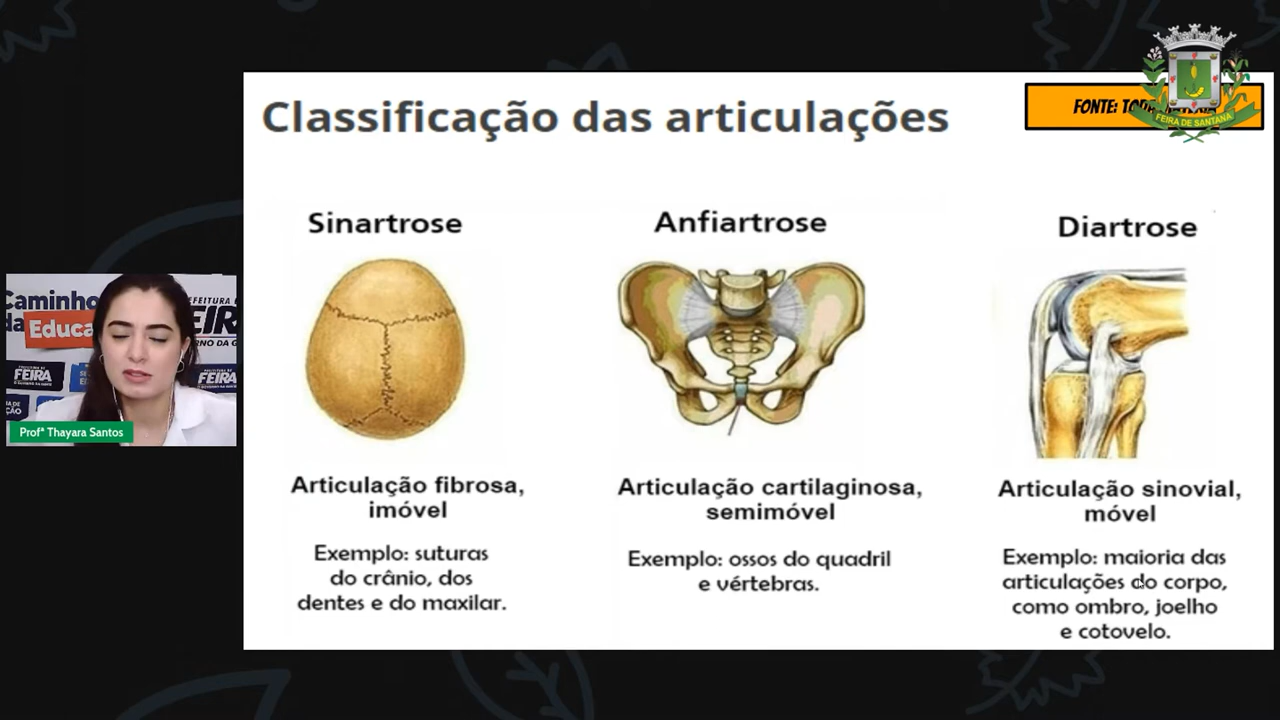 Classificação das articulações
FONTE:
FEIRA DE SANTANA
Sinartrose
Anfiartrose
Diartrose
Articulação fibrosa,
imóvel
Exemplo: suturas
do crânio, dos
dentes e do maxilar.
Articulação cartilaginosa,
semimóvel
Exemplo: ossos do quadril
e vértebras.
Articulação sinovial,
móvel
Exemplo: maioria das
articulações do corpo,
como ombro, joelho
e cotovelo.
Caminho
da
Educa
FEIRA
FEIRA
Profª Thayara Santos